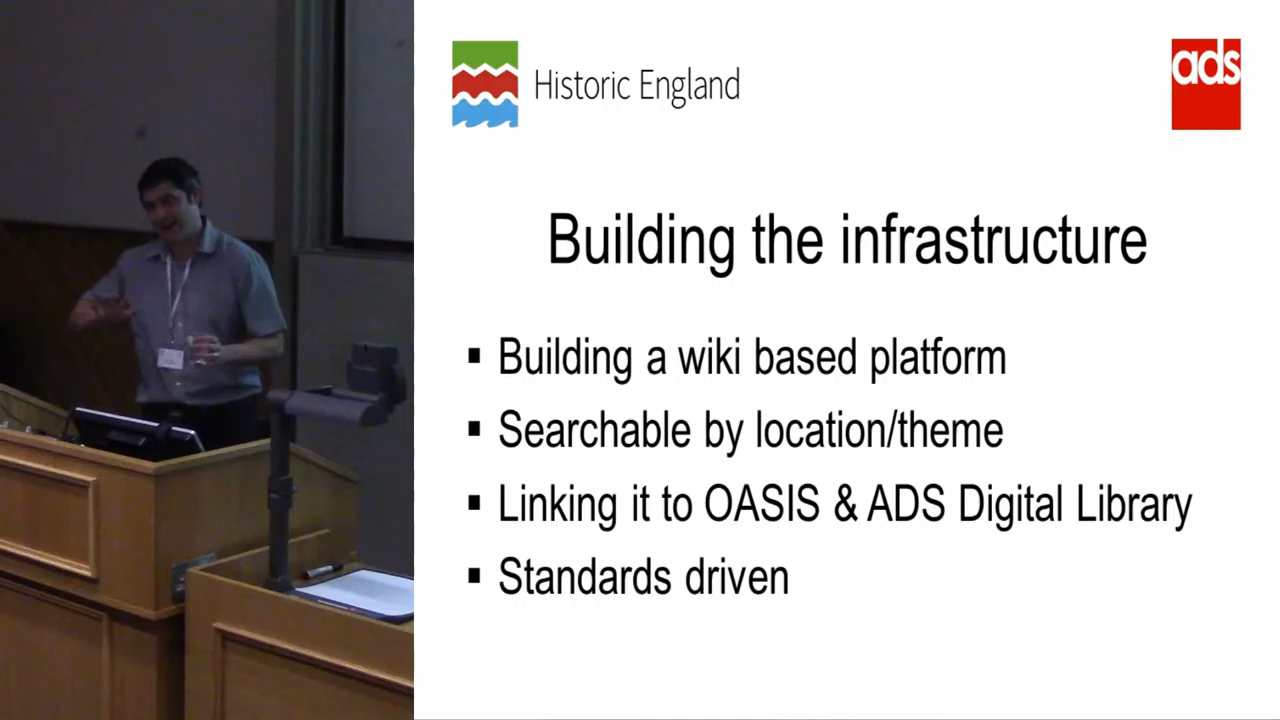 Historic England
ads
Building the infrastructure
▪ Building a wiki based platform
▪ Searchable by location/theme
▪ Linking it to OASIS & ADS Digital Library
▪ Standards driven